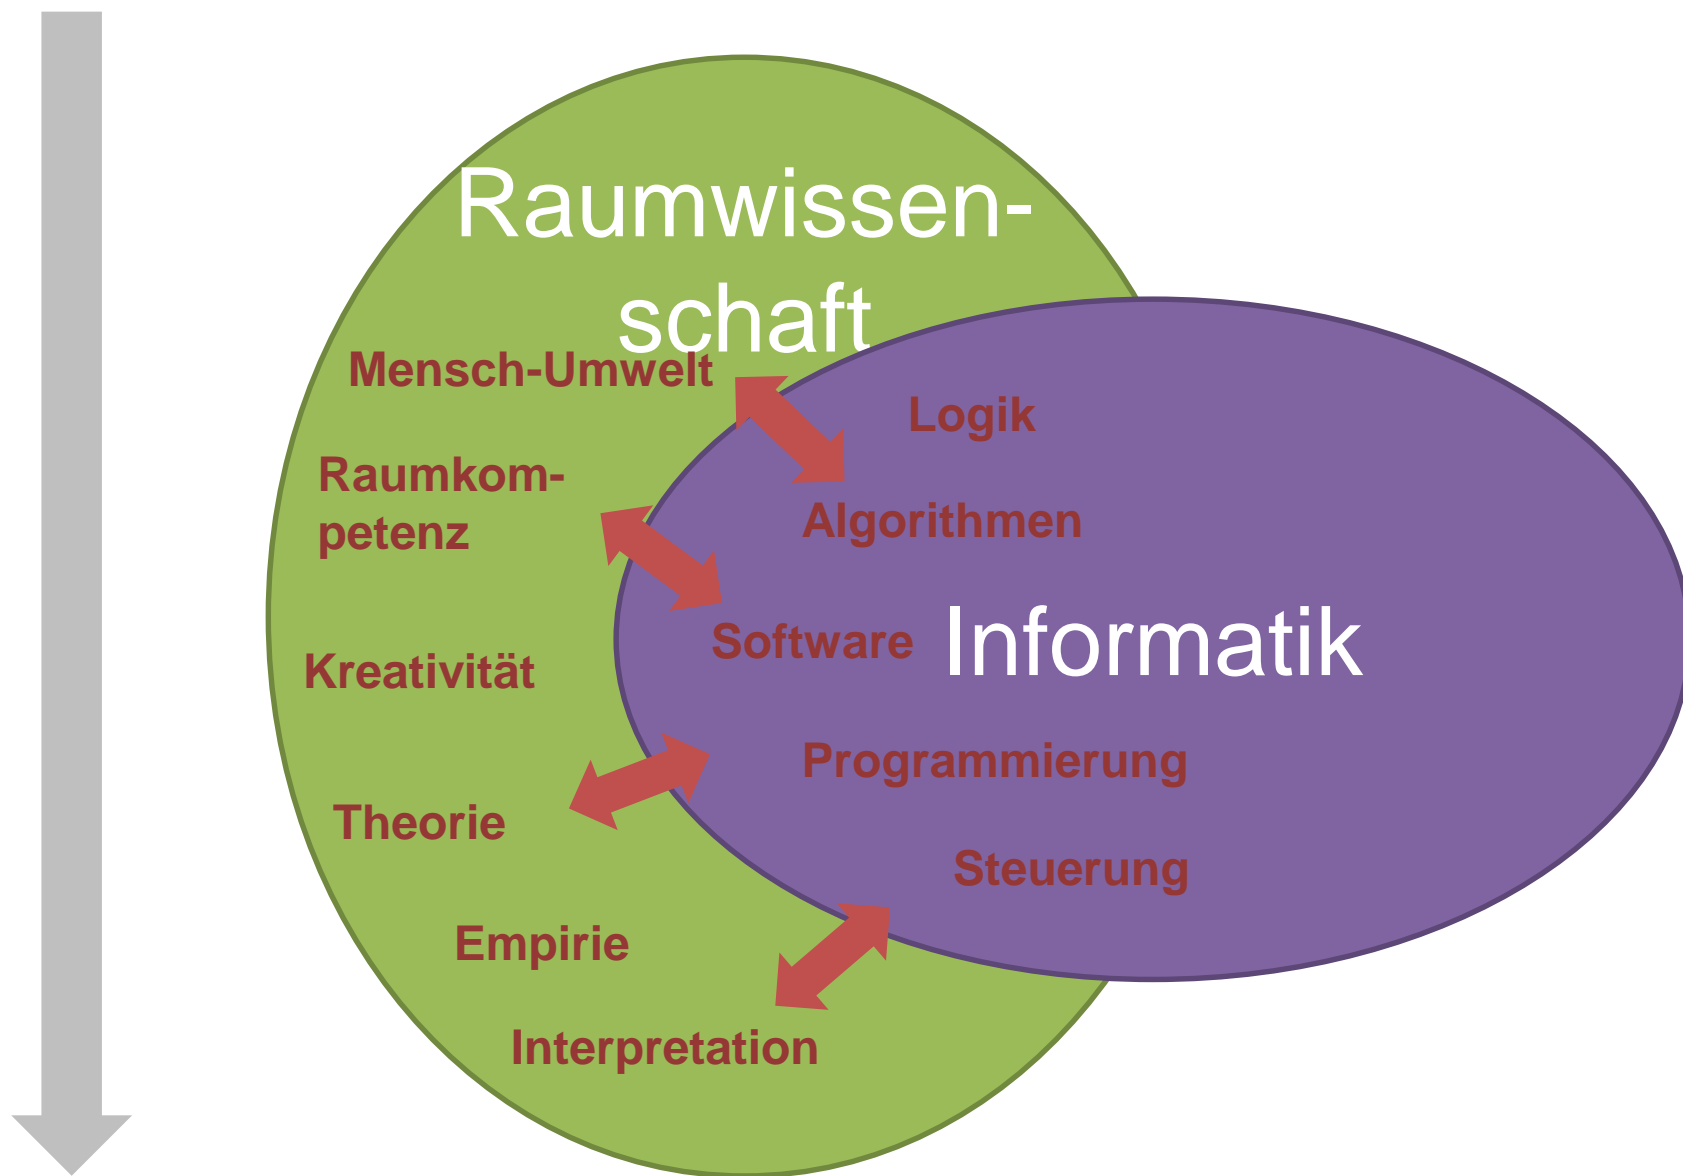 Raumwissen-
schaft
Mensch-Umwelt
Raumkom-
petenz
Kreativität
Theorie
Empirie
Interpretation
Logik
Algorithmen
Software
Informatik
Programmierung
Steuerung